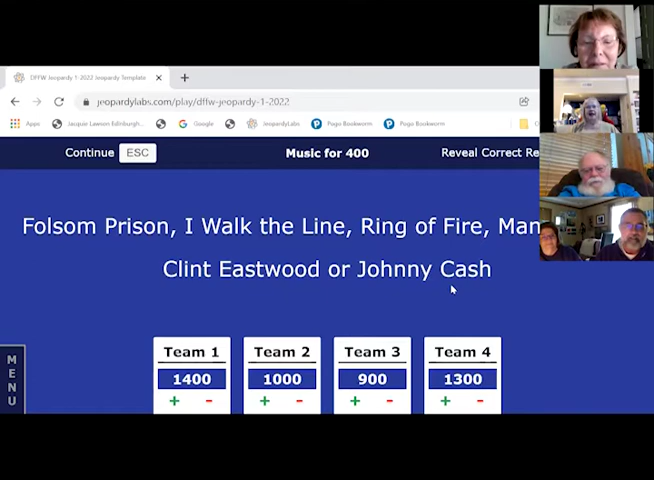 DFFW Jeopardy 1-2022 Jeopardy Template
jeopardylabs.com/play/dffw-jeopardy-1-2022
Apps Jacquie Lawson Edinburgh... Google JeopardyLabs Pogo Bookworm Pogo Bookworm
Continue ESC Music for 400 Reveal Correct Re
Folsom Prison, I Walk the Line, Ring of Fire, Man
Clint Eastwood or Johnny Cash
Team 1 Team 2 Team 3 Team 4
1400 1000 900 1300
+ - + - + - + -
MENU